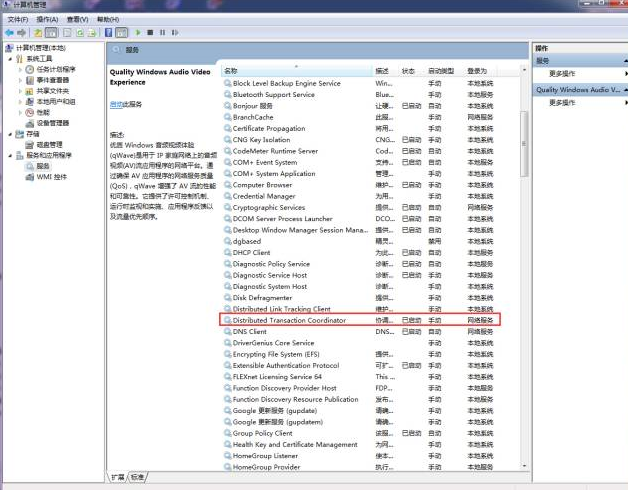 计算机管理
文件(F) 操作(A) 查看(V) 帮助(H)
计算机管理(本地)
系统工具
任务计划程序
事件查看器
共享文件夹
本地用户和组
性能
设备管理器
存储
磁盘管理
服务和应用程序
服务
WMI 控件
服务
Quality Windows Audio Video
Experience
启动此服务
描述:
优质 Windows 音频视频体验
(qWave)是用于 IP 家庭网络上的音频
视频(AV)流应用程序的网络平台。通
过确保 AV 应用程序的网络服务质量
(QoS)，qWave 增强了 AV 流的性能
和可靠性。它提供了许可控制机制、
运行时监视和实施、应用程序反馈以
及流量优先顺序。
名称 描述 状态 启动类型 登录为
Block Level Backup Engine Service Win... 手动 本地系统
Bluetooth Support Service Blue... 手动 本地服务
Bonjour 服务 让硬... 已启动 自动 本地系统
BranchCache 此服... 手动 网络服务
Certificate Propagation 将用... 手动 本地系统
CNG Key Isolation CNG... 已启动 手动 本地系统
CodeMeter Runtime Server Cod... 已启动 自动 本地系统
COM+ Event System 支持... 已启动 自动 本地服务
COM+ System Application 管理... 手动 本地系统
Computer Browser 维护... 已启动 手动 本地系统
Credential Manager 为用... 手动 本地系统
Cryptographic Services 提供... 已启动 自动 网络服务
DCOM Server Process Launcher DCO... 已启动 自动 本地系统
Desktop Window Manager Session Mana... 提供... 已启动 自动 本地系统
dgbased 精灵... 禁用 本地系统
DHCP Client 为此... 已启动 自动 本地服务
Diagnostic Policy Service 诊断... 已启动 自动 本地服务
Diagnostic Service Host 诊断... 已启动 手动 本地服务
Diagnostic System Host 诊断... 手动 本地系统
Disk Defragmenter 提供... 手动 本地系统
Distributed Link Tracking Client 维护... 手动 本地系统
Distributed Transaction Coordinator 协调... 已启动 手动 网络服务
DNS Client DNS... 已启动 自动 网络服务
DriverGenius Core Service 手动 本地系统
Encrypting File System (EFS) 提供... 手动 本地系统
Extensible Authentication Protocol 可扩... 已启动 手动 本地系统
FLEXnet Licensing Service 64 This ... 手动 本地系统
Function Discovery Provider Host FDP... 手动 本地服务
Function Discovery Resource Publication 发布... 手动 本地服务
Google 更新服务 (gupdate) 请确... 手动 本地系统
Google 更新服务 (gupdatem) 请确... 手动 本地系统
Group Policy Client 该服... 已启动 自动 本地系统
Health Key and Certificate Management 为网... 手动 本地系统
HomeGroup Listener 使本... 手动 本地系统
HomeGroup Provider 执行... 手动 本地服务
扩展 标准
操作
服务
更多操作
Quality Windows Audio V...
更多操作